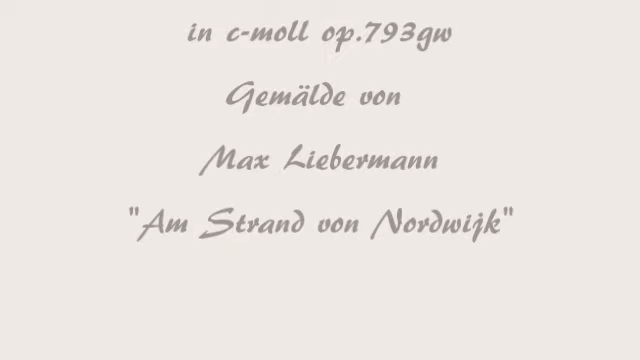 in c-moll op.793gw
Gemälde von
Max Liebermann
"Am Strand von Nordwijk"